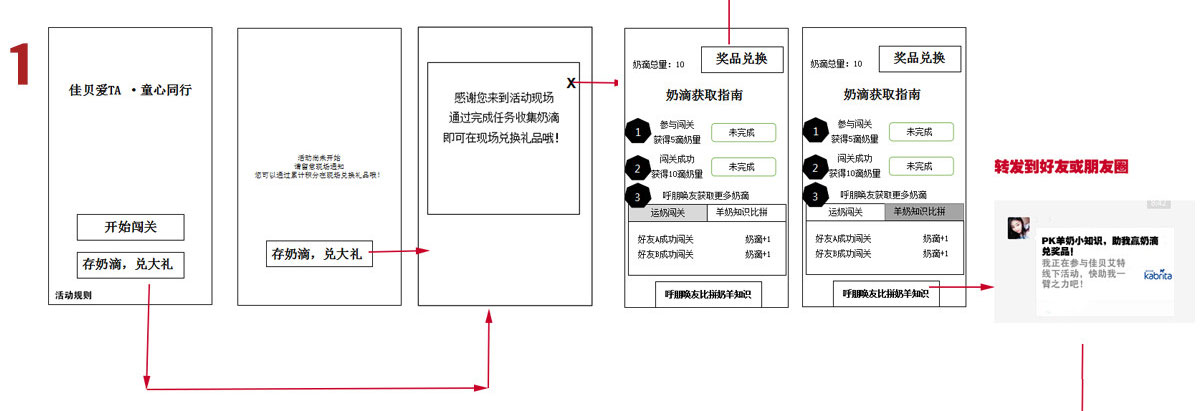 1
佳贝爱TA ・童心同行
开始闯关
存奶滴，兑大礼
活动规则
活动尚未开始
请留意现场通知
您可以通过累计积分在现场兑换礼品哦！
存奶滴，兑大礼
X
感谢您来到活动现场
通过完成任务收集奶滴
即可在现场兑换礼品哦！
奶滴总量：10
奖品兑换
奶滴获取指南
1
参与闯关
获得5滴奶量
未完成
2
闯关成功
获得10滴奶量
未完成
3
呼朋唤友获取更多奶滴
运奶闯关
羊奶知识比拼
好友A成功闯关 奶滴+1
好友B成功闯关 奶滴+1
呼朋唤友比拼奶羊知识
奶滴总量：10
奖品兑换
奶滴获取指南
1
参与闯关
获得5滴奶量
未完成
2
闯关成功
获得10滴奶量
未完成
3
呼朋唤友获取更多奶滴
运奶闯关
羊奶知识比拼
好友A成功闯关 奶滴+1
好友B成功闯关 奶滴+1
呼朋唤友比拼奶羊知识
转发到好友或朋友圈
PK羊奶小知识，助我赢奶滴
兑奖品！
我正在参与佳贝艾特
线下活动，快助我一
臂之力吧！
kabrita